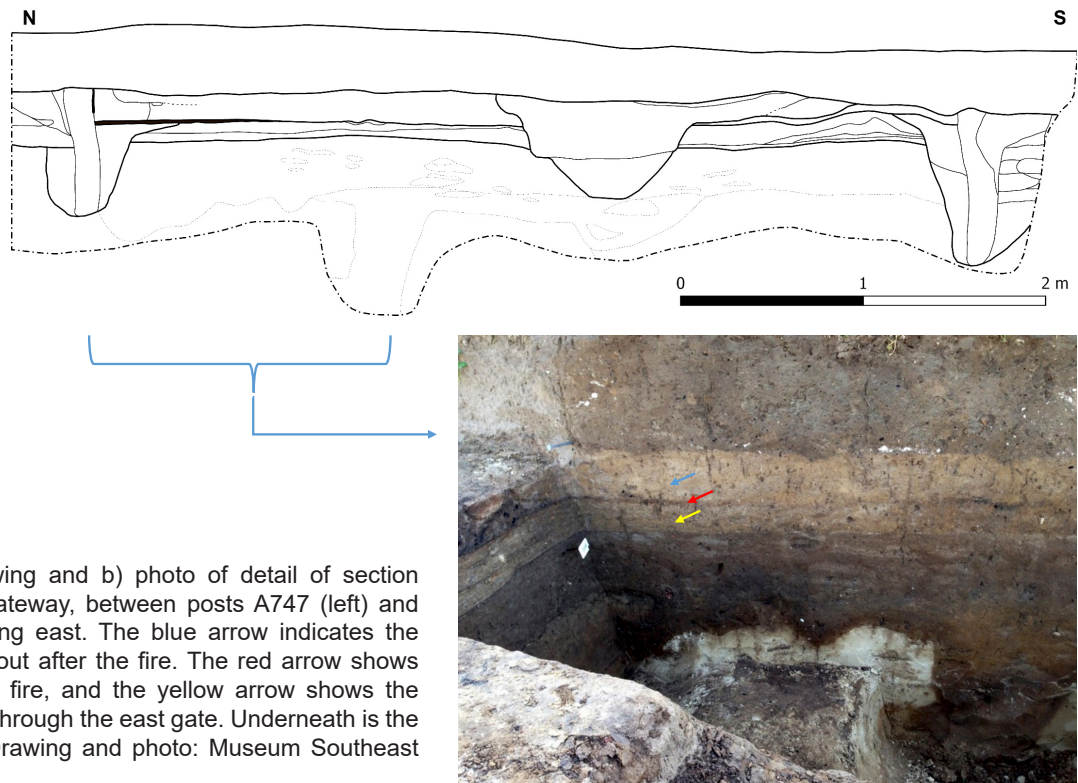 N
S
0
1
2 m
wing and b) photo of detail of section
ateway, between posts A747 (left) and
ng east. The blue arrow indicates the
out after the fire. The red arrow shows
fire, and the yellow arrow shows the
through the east gate. Underneath is the
Drawing and photo: Museum Southeast